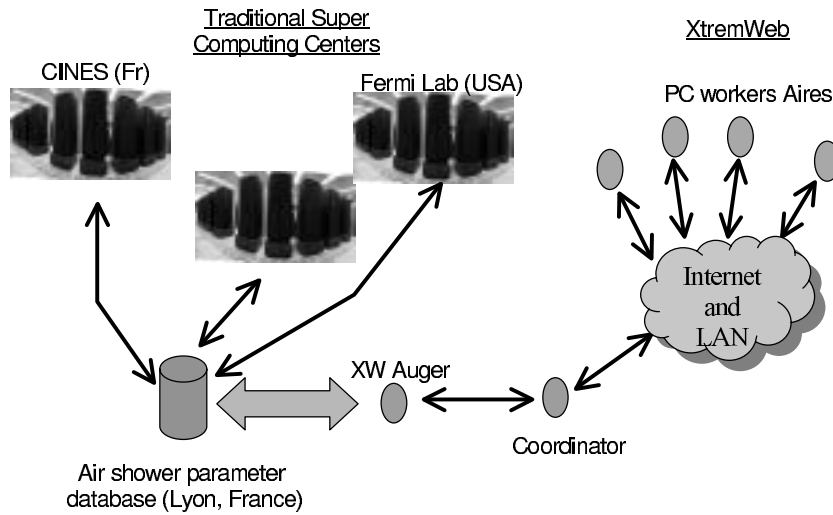 Traditional Super
Computing Centers
XtremWeb
CINES (Fr)
Fermi Lab (USA)
PC workers Aires
Internet
and
LAN
XW Auger
Coordinator
Air shower parameter
database (Lyon, France)